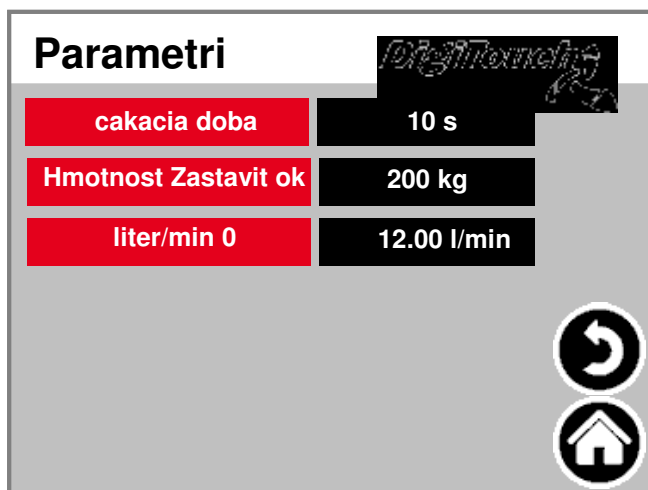 Parametri
DigiTouch
cakacia doba 10 s
Hmotnost Zastavit ok 200 kg
liter/min 0 12.00 l/min